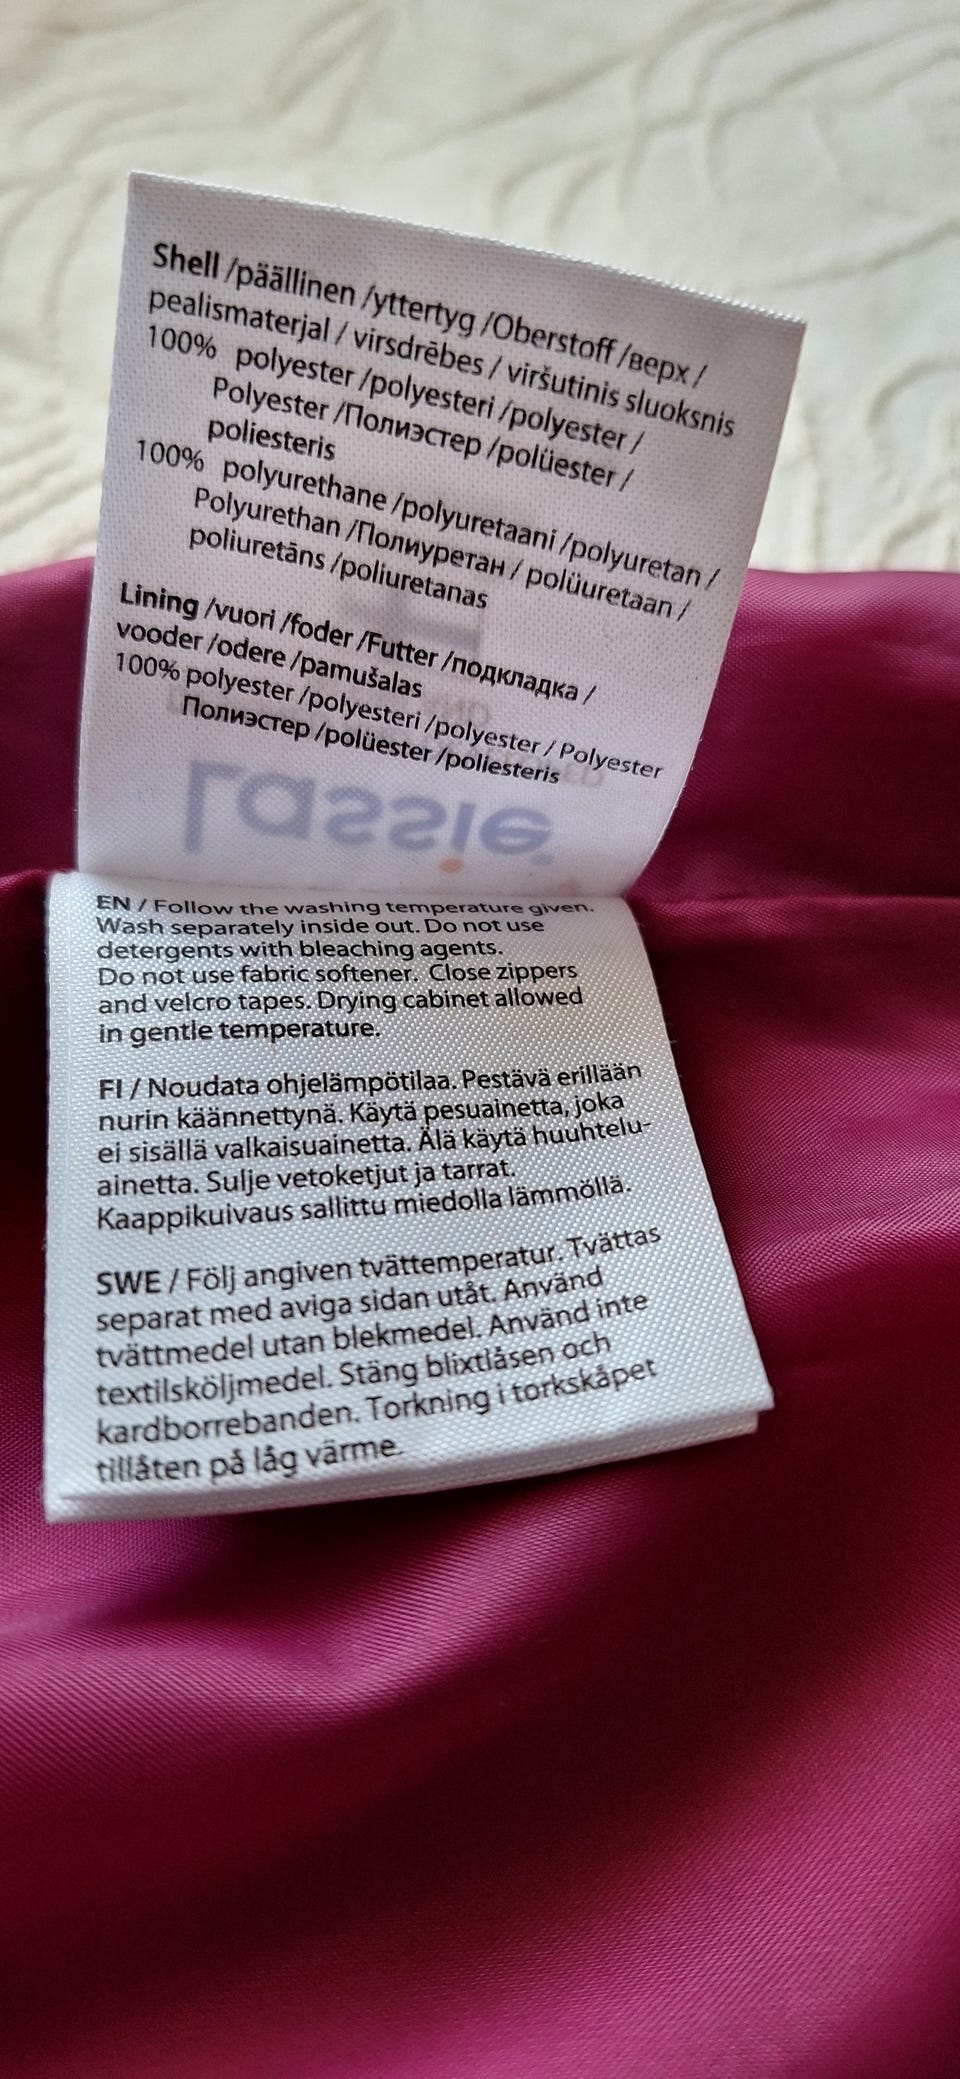 Shell /päällinen /yttertyg /Oberstoff /верх /
pealismaterjal / virsdrēbes / viršutinis sluoksnis
100% polyester /polyesteri /polyester /
Polyester /Полиэстер /polüester /
poliesteris
100% polyurethane /polyuretaani /polyuretan /
Polyurethan /Полиуретан / polüuretaan /
poliuretāns /poliuretanas
Lining /vuori /foder /Futter /подкладка /
vooder /odere /pamušalas
100% polyester /polyesteri /polyester / Polyester
Полиэстер /polüester /poliesteris
Lassie
EN / Follow the washing temperature given.
Wash separately inside out. Do not use
detergents with bleaching agents.
Do not use fabric softener. Close zippers
and velcro tapes. Drying cabinet allowed
in gentle temperature.
FI / Noudata ohjelämpötilaa. Pestävä erillään
nurin käännettynä. Käytä pesuainetta, joka
ei sisällä valkaisuainetta. Älä käytä huuhtelu-
ainetta. Sulje vetoketjut ja tarrat.
Kaappikuivaus sallittu miedolla lämmöllä.
SWE / Följ angiven tvättemperatur. Tvättas
separat med aviga sidan utåt. Använd
tvättmedel utan blekmedel. Använd inte
textilsköljmedel. Stäng blixtlåsen och
kardborrebanden. Torkning i torkskåpet
tillåten på låg värme.